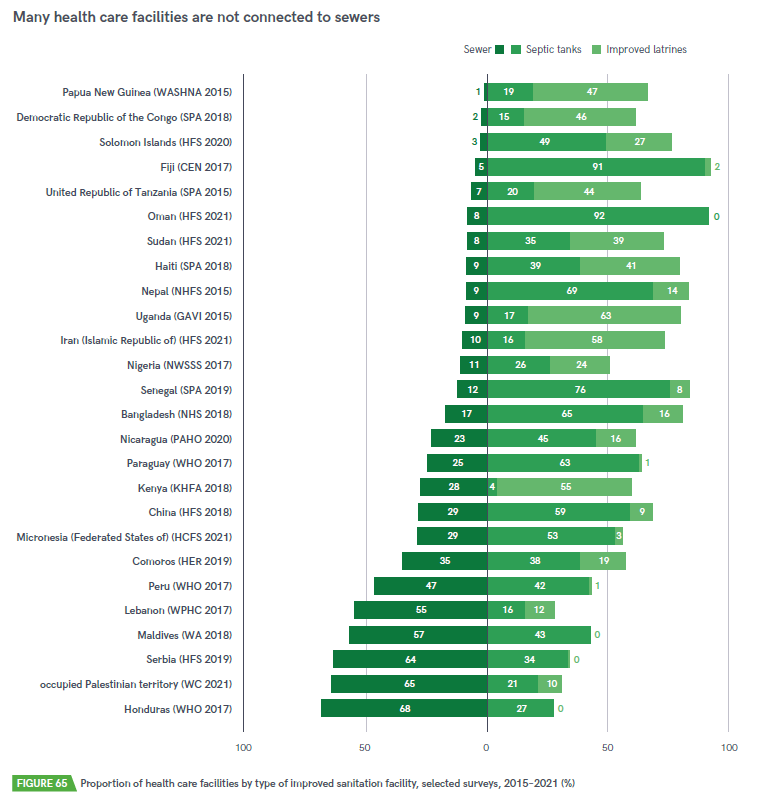 Many health care facilities are not connected to sewers
Sewer Septic tanks Improved latrines
Papua New Guinea (WASHNA 2015) 1 19 47
Democratic Republic of the Congo (SPA 2018) 2 15 46
Solomon Islands (HFS 2020) 3 49 27
Fiji (CEN 2017) 5 91 2
United Republic of Tanzania (SPA 2015) 7 20 44
Oman (HFS 2021) 8 92 0
Sudan (HFS 2021) 8 35 39
Haiti (SPA 2018) 9 39 41
Nepal (NHFS 2015) 9 69 14
Uganda (GAVI 2015) 9 17 63
Iran (Islamic Republic of) (HFS 2021) 10 16 58
Nigeria (NWSSS 2017) 11 26 24
Senegal (SPA 2019) 12 76 8
Bangladesh (NHS 2018) 17 65 16
Nicaragua (PAHO 2020) 23 45 16
Paraguay (WHO 2017) 25 63 1
Kenya (KHFA 2018) 28 4 55
China (HFS 2018) 29 59 9
Micronesia (Federated States of) (HCFS 2021) 29 53 3
Comoros (HER 2019) 35 38 19
Peru (WHO 2017) 47 42 1
Lebanon (WPHC 2017) 55 16 12
Maldives (WA 2018) 57 43 0
Serbia (HFS 2019) 64 34 0
occupied Palestinian territory (WC 2021) 65 21 10
Honduras (WHO 2017) 68 27 0
100 50 0 50 100
FIGURE 65 Proportion of health care facilities by type of improved sanitation facility, selected surveys, 2015–2021 (%)